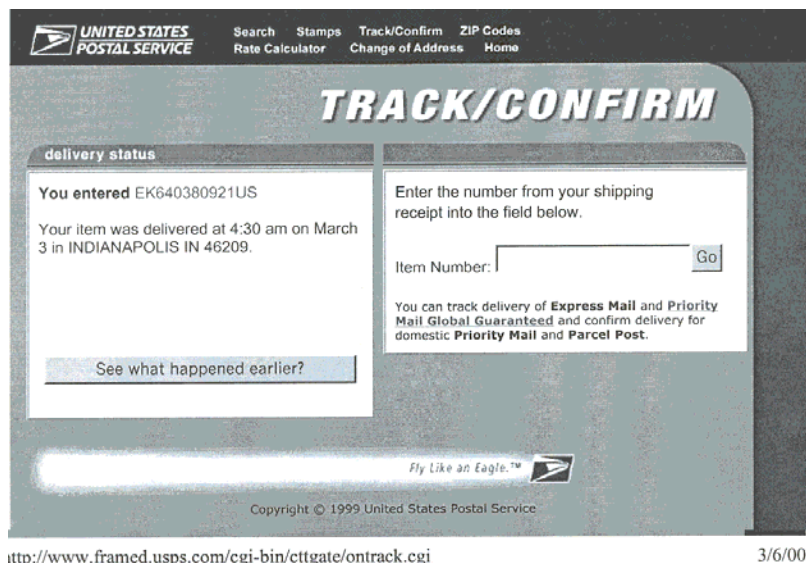 UNITED STATES
POSTAL SERVICE
Search Stamps Track/Confirm ZIP Codes
Rate Calculator Change of Address Home
TRACK/CONFIRM
delivery status
You entered EK640380921US
Your item was delivered at 4:30 am on March
3 in INDIANAPOLIS IN 46209.
See what happened earlier?
Enter the number from your shipping
receipt into the field below.
Item Number:
Go
You can track delivery of Express Mail and Priority
Mail Global Guaranteed and confirm delivery for
domestic Priority Mail and Parcel Post.
Fly Like an Eagle.™
Copyright © 1999 United States Postal Service
ttp://www.framed.usps.com/cgi-bin/cttgate/ontrack.cgi
3/6/00